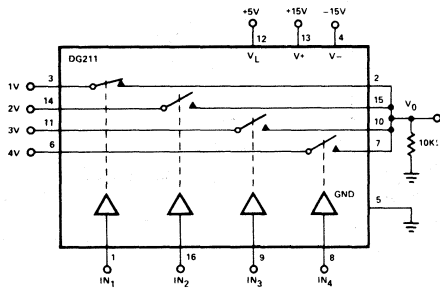 +5V +15V -15V
12 13 4
DG211 VL V+ V-
1V 3 2
2V 14 15 V0
3V 11 10
4V 6 7 10K
GND
5
1 16 9 8
IN1 IN2 IN3 IN4